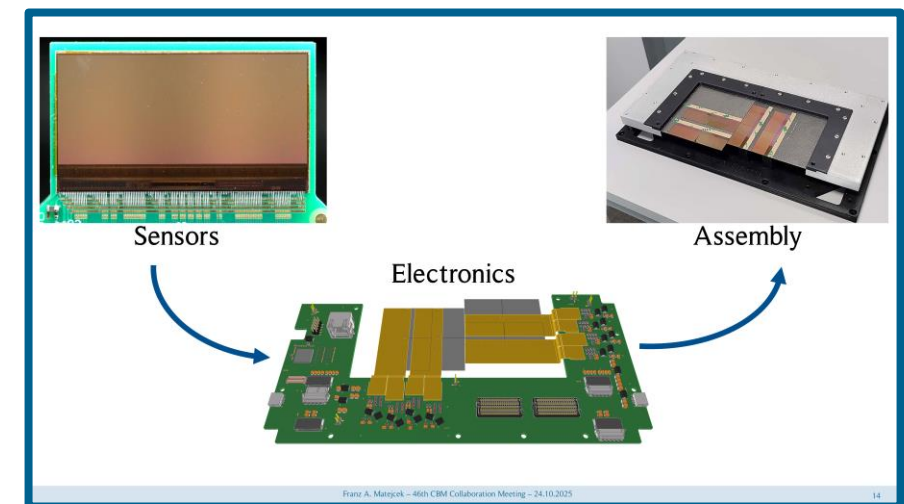 Sensors
Assembly
Electronics
Franz A. Matejcek – 46th CBM Collaboration Meeting – 24.10.2025
14